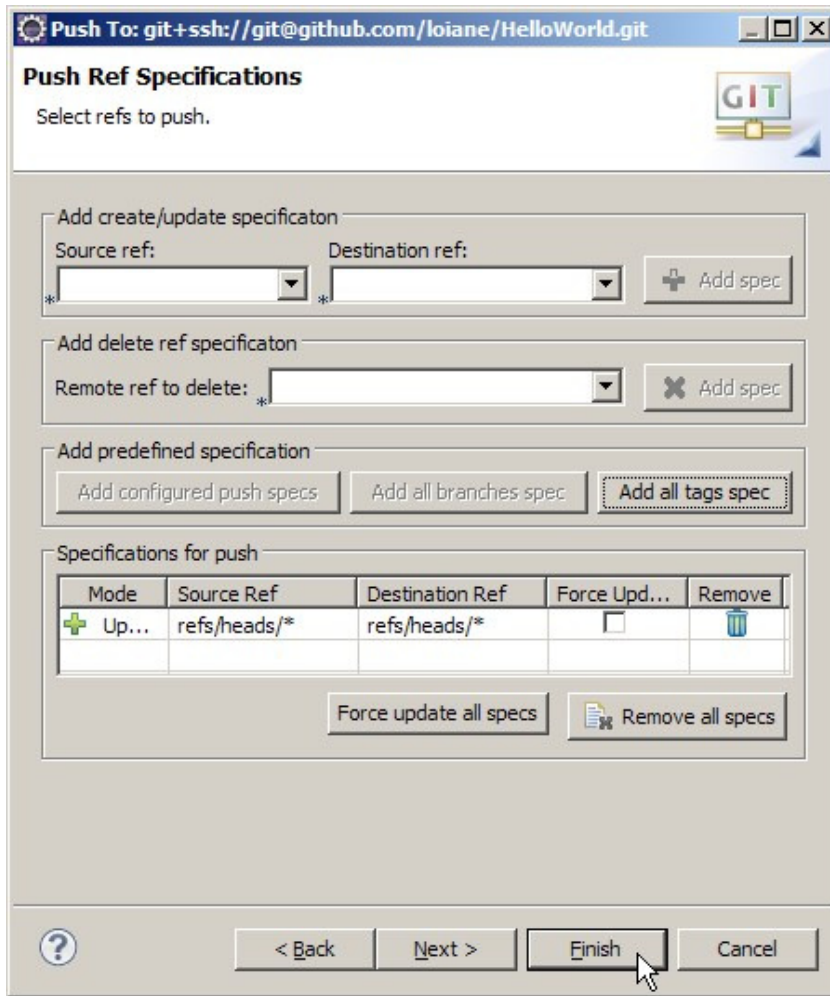 Push To: git+ssh://git@github.com/loiane/HelloWorld.git
Push Ref Specifications
Select refs to push.
GIT
Add create/update specificaton
Source ref: Destination ref:
* * Add spec
Add delete ref specificaton
Remote ref to delete: * Add spec
Add predefined specification
Add configured push specs Add all branches spec Add all tags spec
Specifications for push
Mode Source Ref Destination Ref Force Upd... Remove
Up... refs/heads/* refs/heads/*
Force update all specs Remove all specs
? < Back Next > Finish Cancel